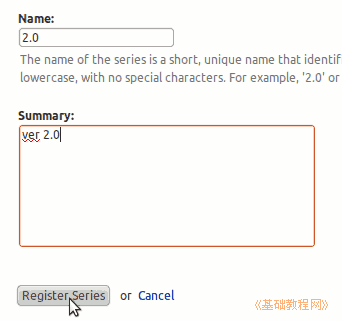 Name:
2.0
The name of the series is a short, unique name that identif
lowercase, with no special characters. For example, '2.0' or
Summary:
ver 2.0
Register Series or Cancel
《基础教程网》